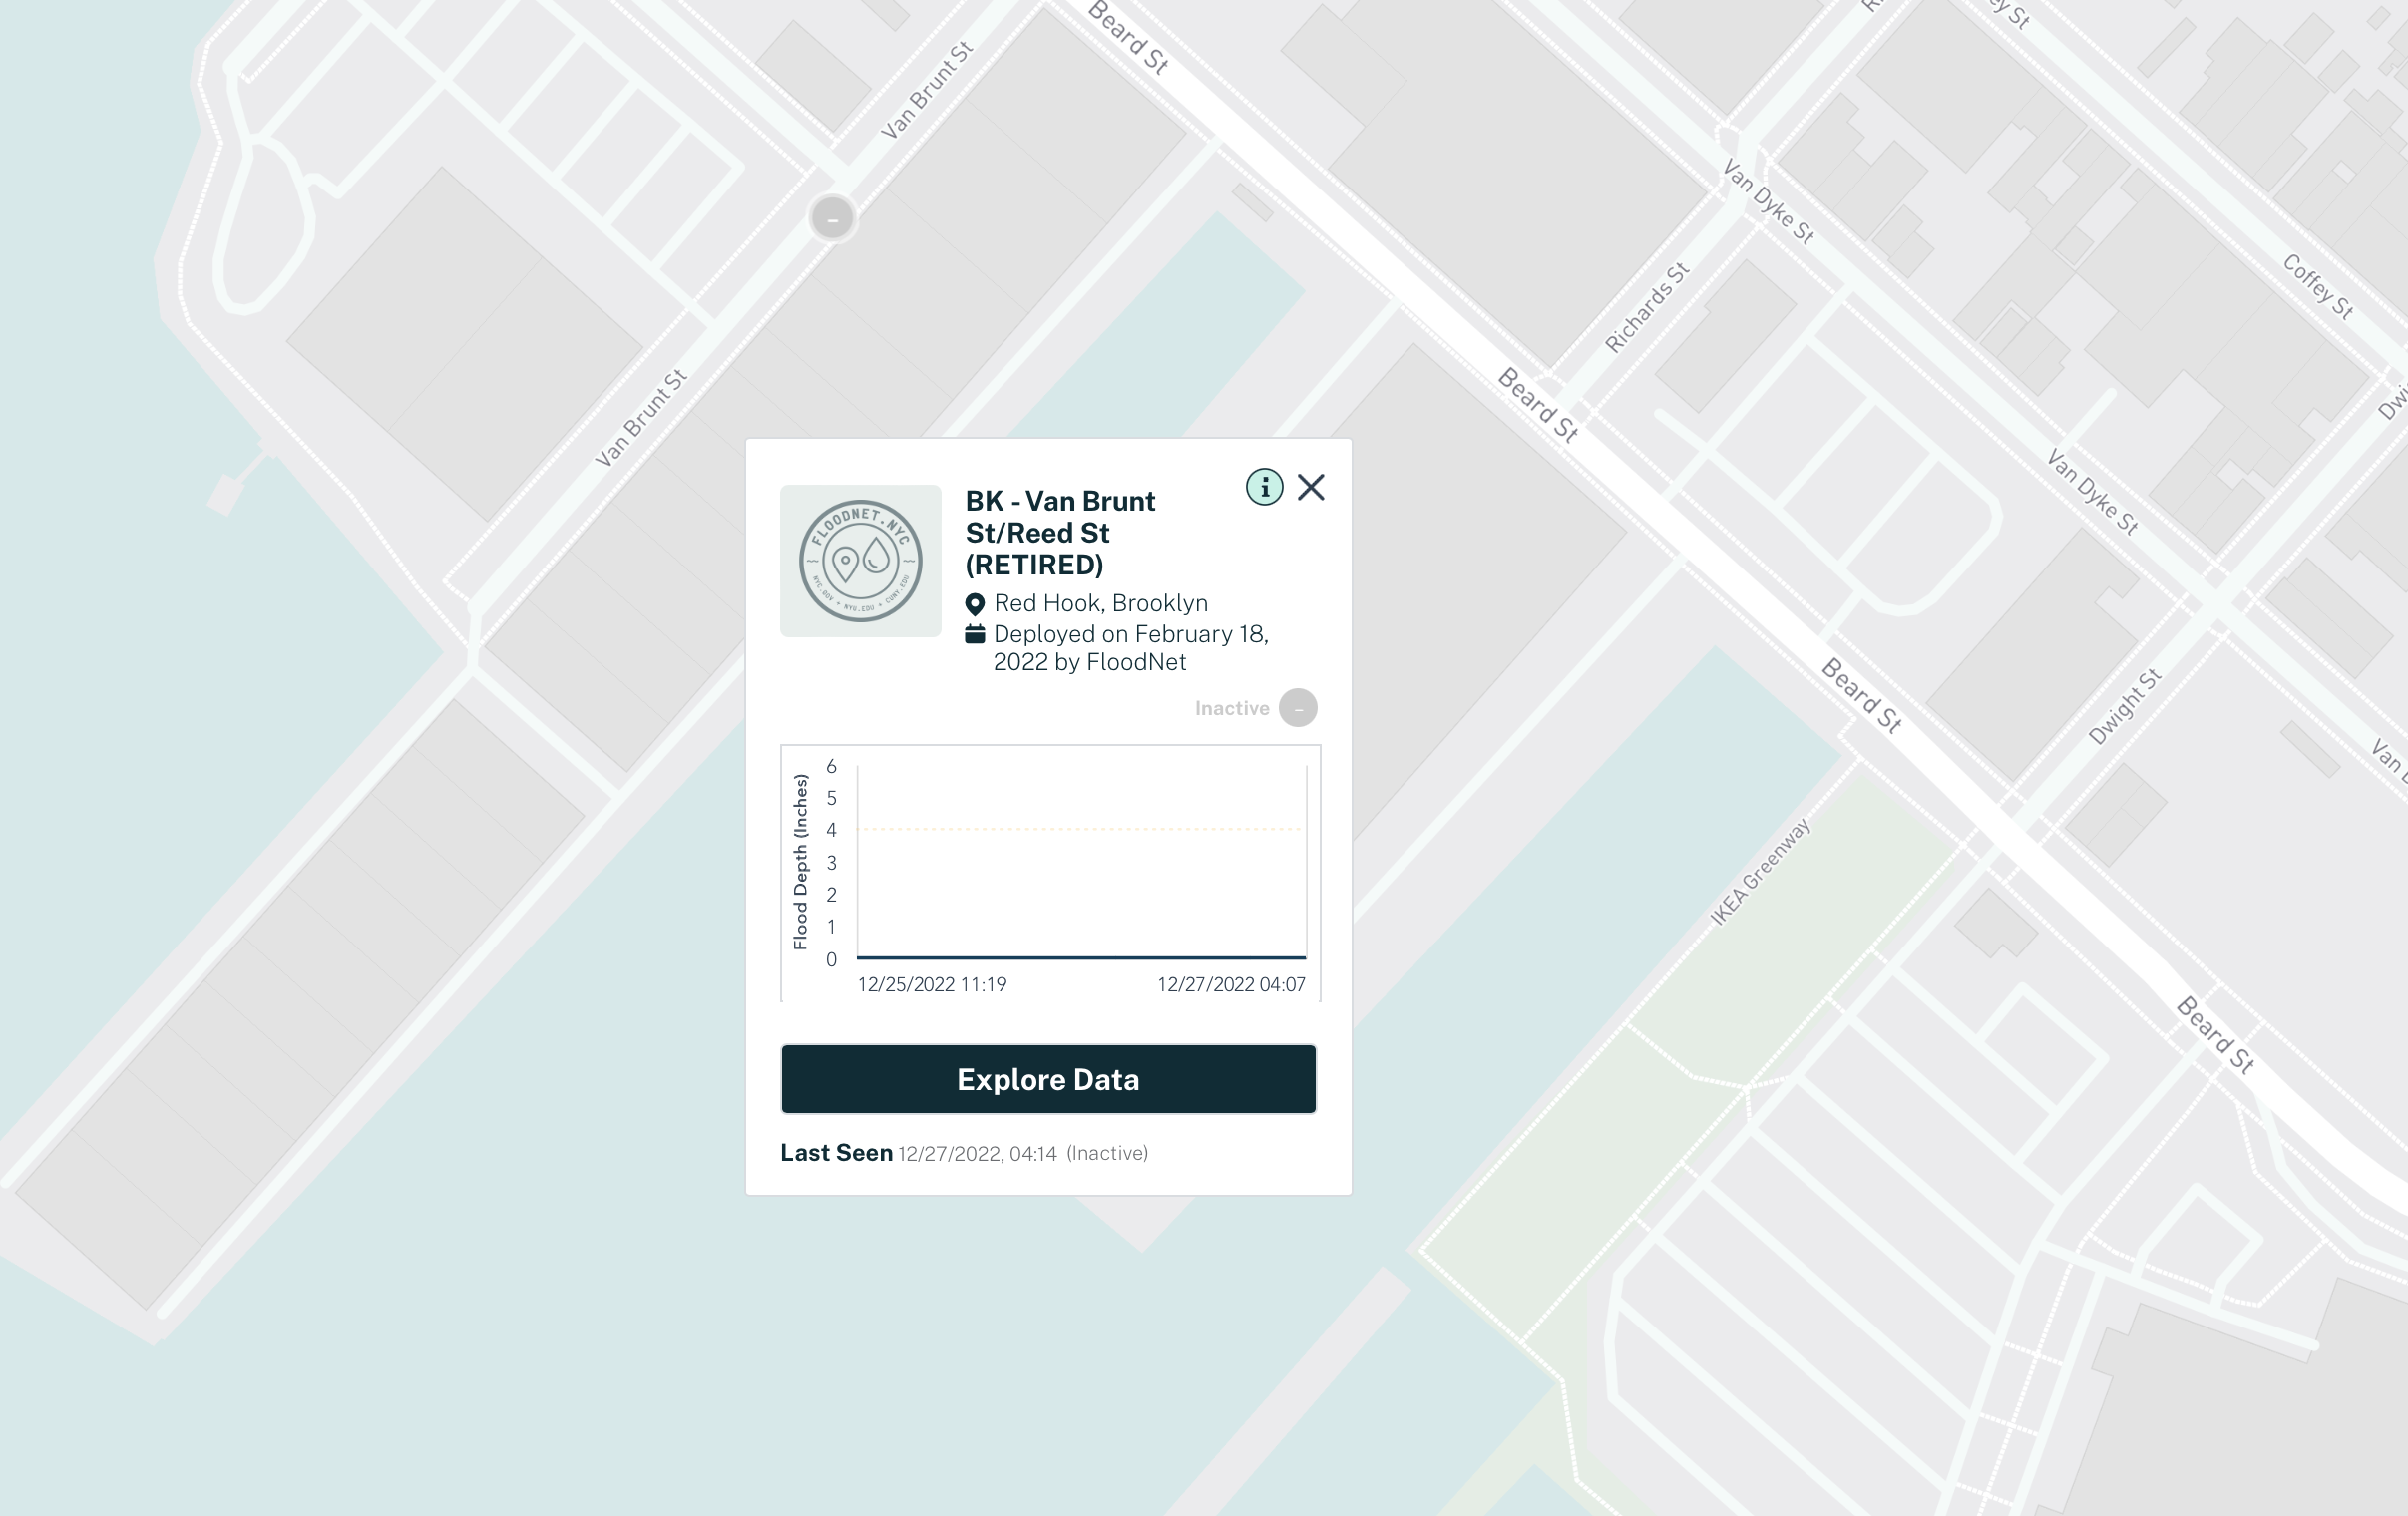 Beard St
ey St
Van Brunt St
Van Dyke St
Coffey St
Richards St
Van Brunt St
Beard St
Van Dyke St
BK - Van Brunt
St/Reed St
(RETIRED)
FLOODNET.NYC
NYC.GOV + NYU.EDU + CUNY.EDU
Red Hook, Brooklyn
Deployed on February 18,
2022 by FloodNet
Inactive –
Beard St
Dwight St
Van D
Flood Depth (Inches)
6
5
4
3
2
1
0
12/25/2022 11:19 12/27/2022 04:07
IKEA Greenway
Beard St
Explore Data
Last Seen 12/27/2022, 04:14 (Inactive)